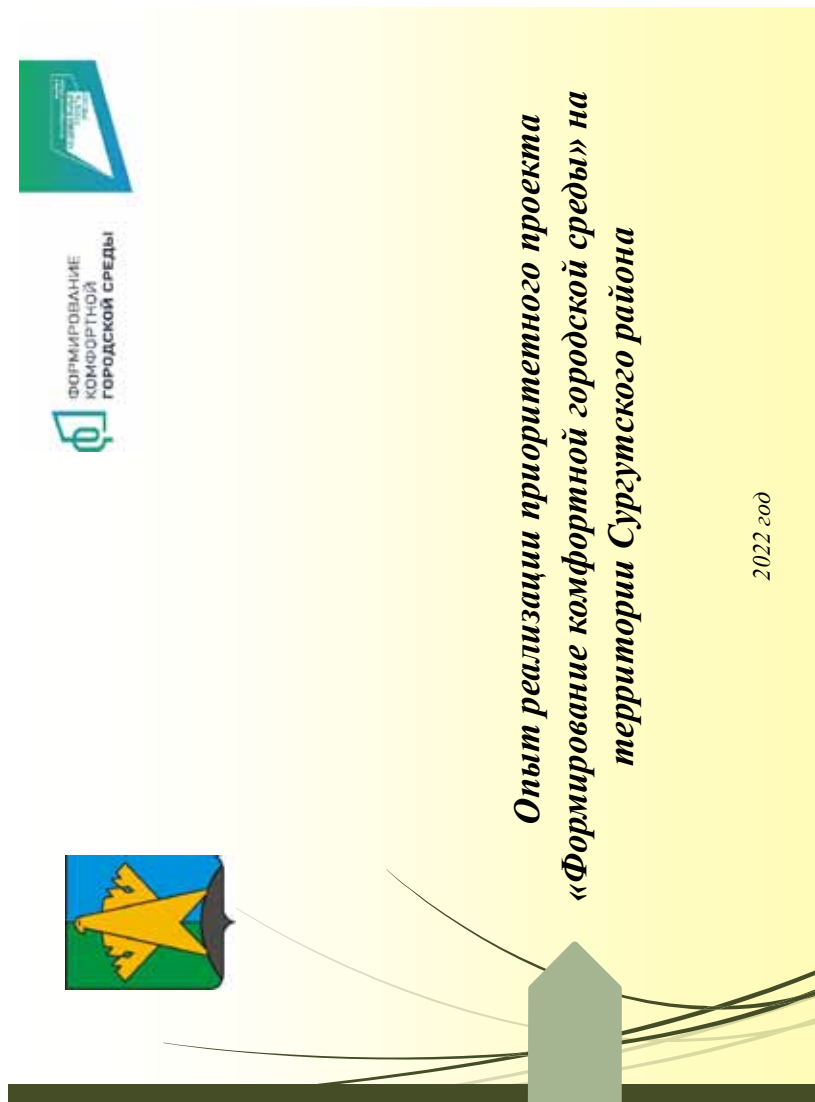 ФОРМИРОВАНИЕ
КОМФОРТНОЙ
ГОРОДСКОЙ СРЕДЫ
Опыт реализации приоритетного проекта
«Формирование комфортной городской среды» на
территории Сургутского района
2022 год